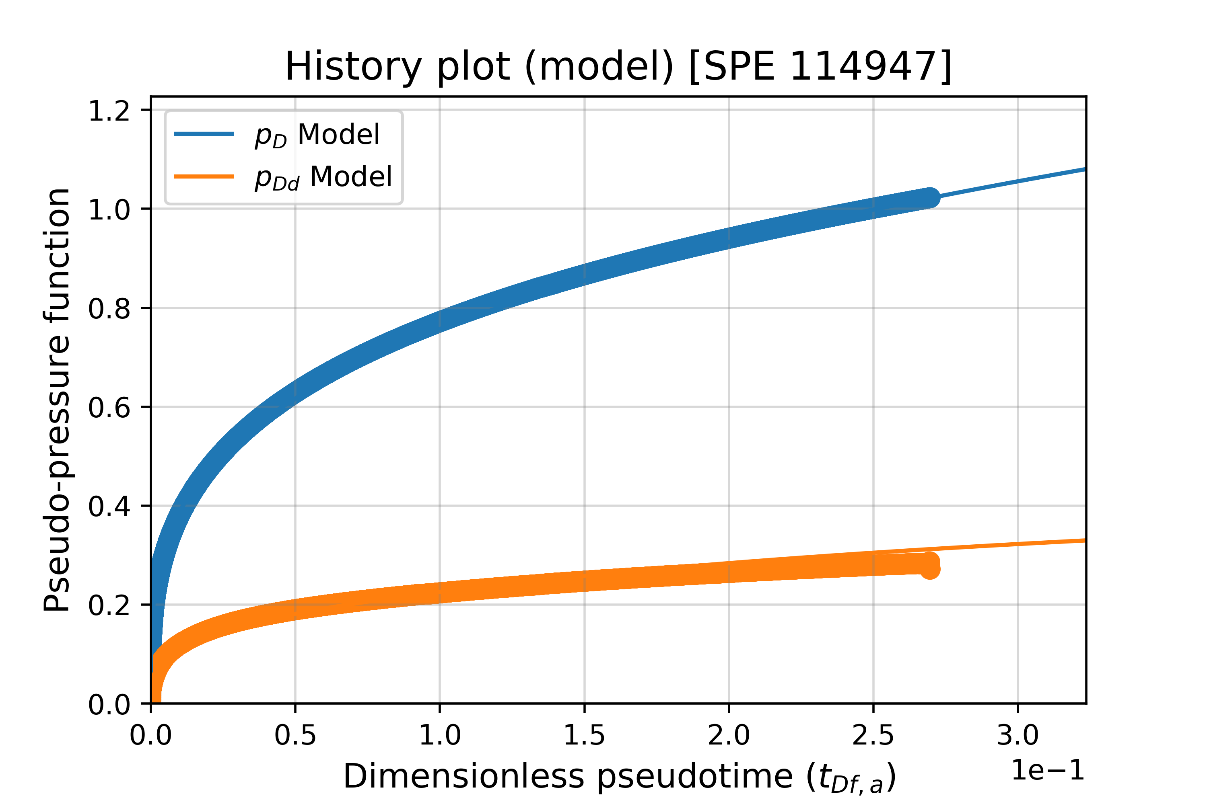 History plot (model) [SPE 114947]
p_D Model
p_Dd Model
Pseudo-pressure function
1.2
1.0
0.8
0.6
0.4
0.2
0.0
0.0 0.5 1.0 1.5 2.0 2.5 3.0
1e−1
Dimensionless pseudotime (t_Df, a)